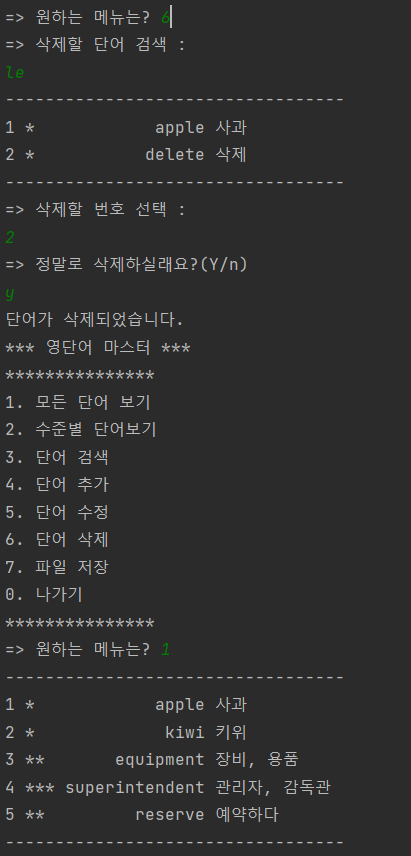 => 원하는 메뉴는? 6
=> 삭제할 단어 검색 :
le
----------------------------------
1 *            apple 사과
2 *           delete 삭제
----------------------------------
=> 삭제할 번호 선택 :
2
=> 정말로 삭제하실래요?(Y/n)
y
단어가 삭제되었습니다.
*** 영단어 마스터 ***
***************
1. 모든 단어 보기
2. 수준별 단어보기
3. 단어 검색
4. 단어 추가
5. 단어 수정
6. 단어 삭제
7. 파일 저장
0. 나가기
***************
=> 원하는 메뉴는? 1
----------------------------------
1 *            apple 사과
2 *             kiwi 키위
3 **       equipment 장비, 용품
4 *** superintendent 관리자, 감독관
5 **         reserve 예약하다
----------------------------------